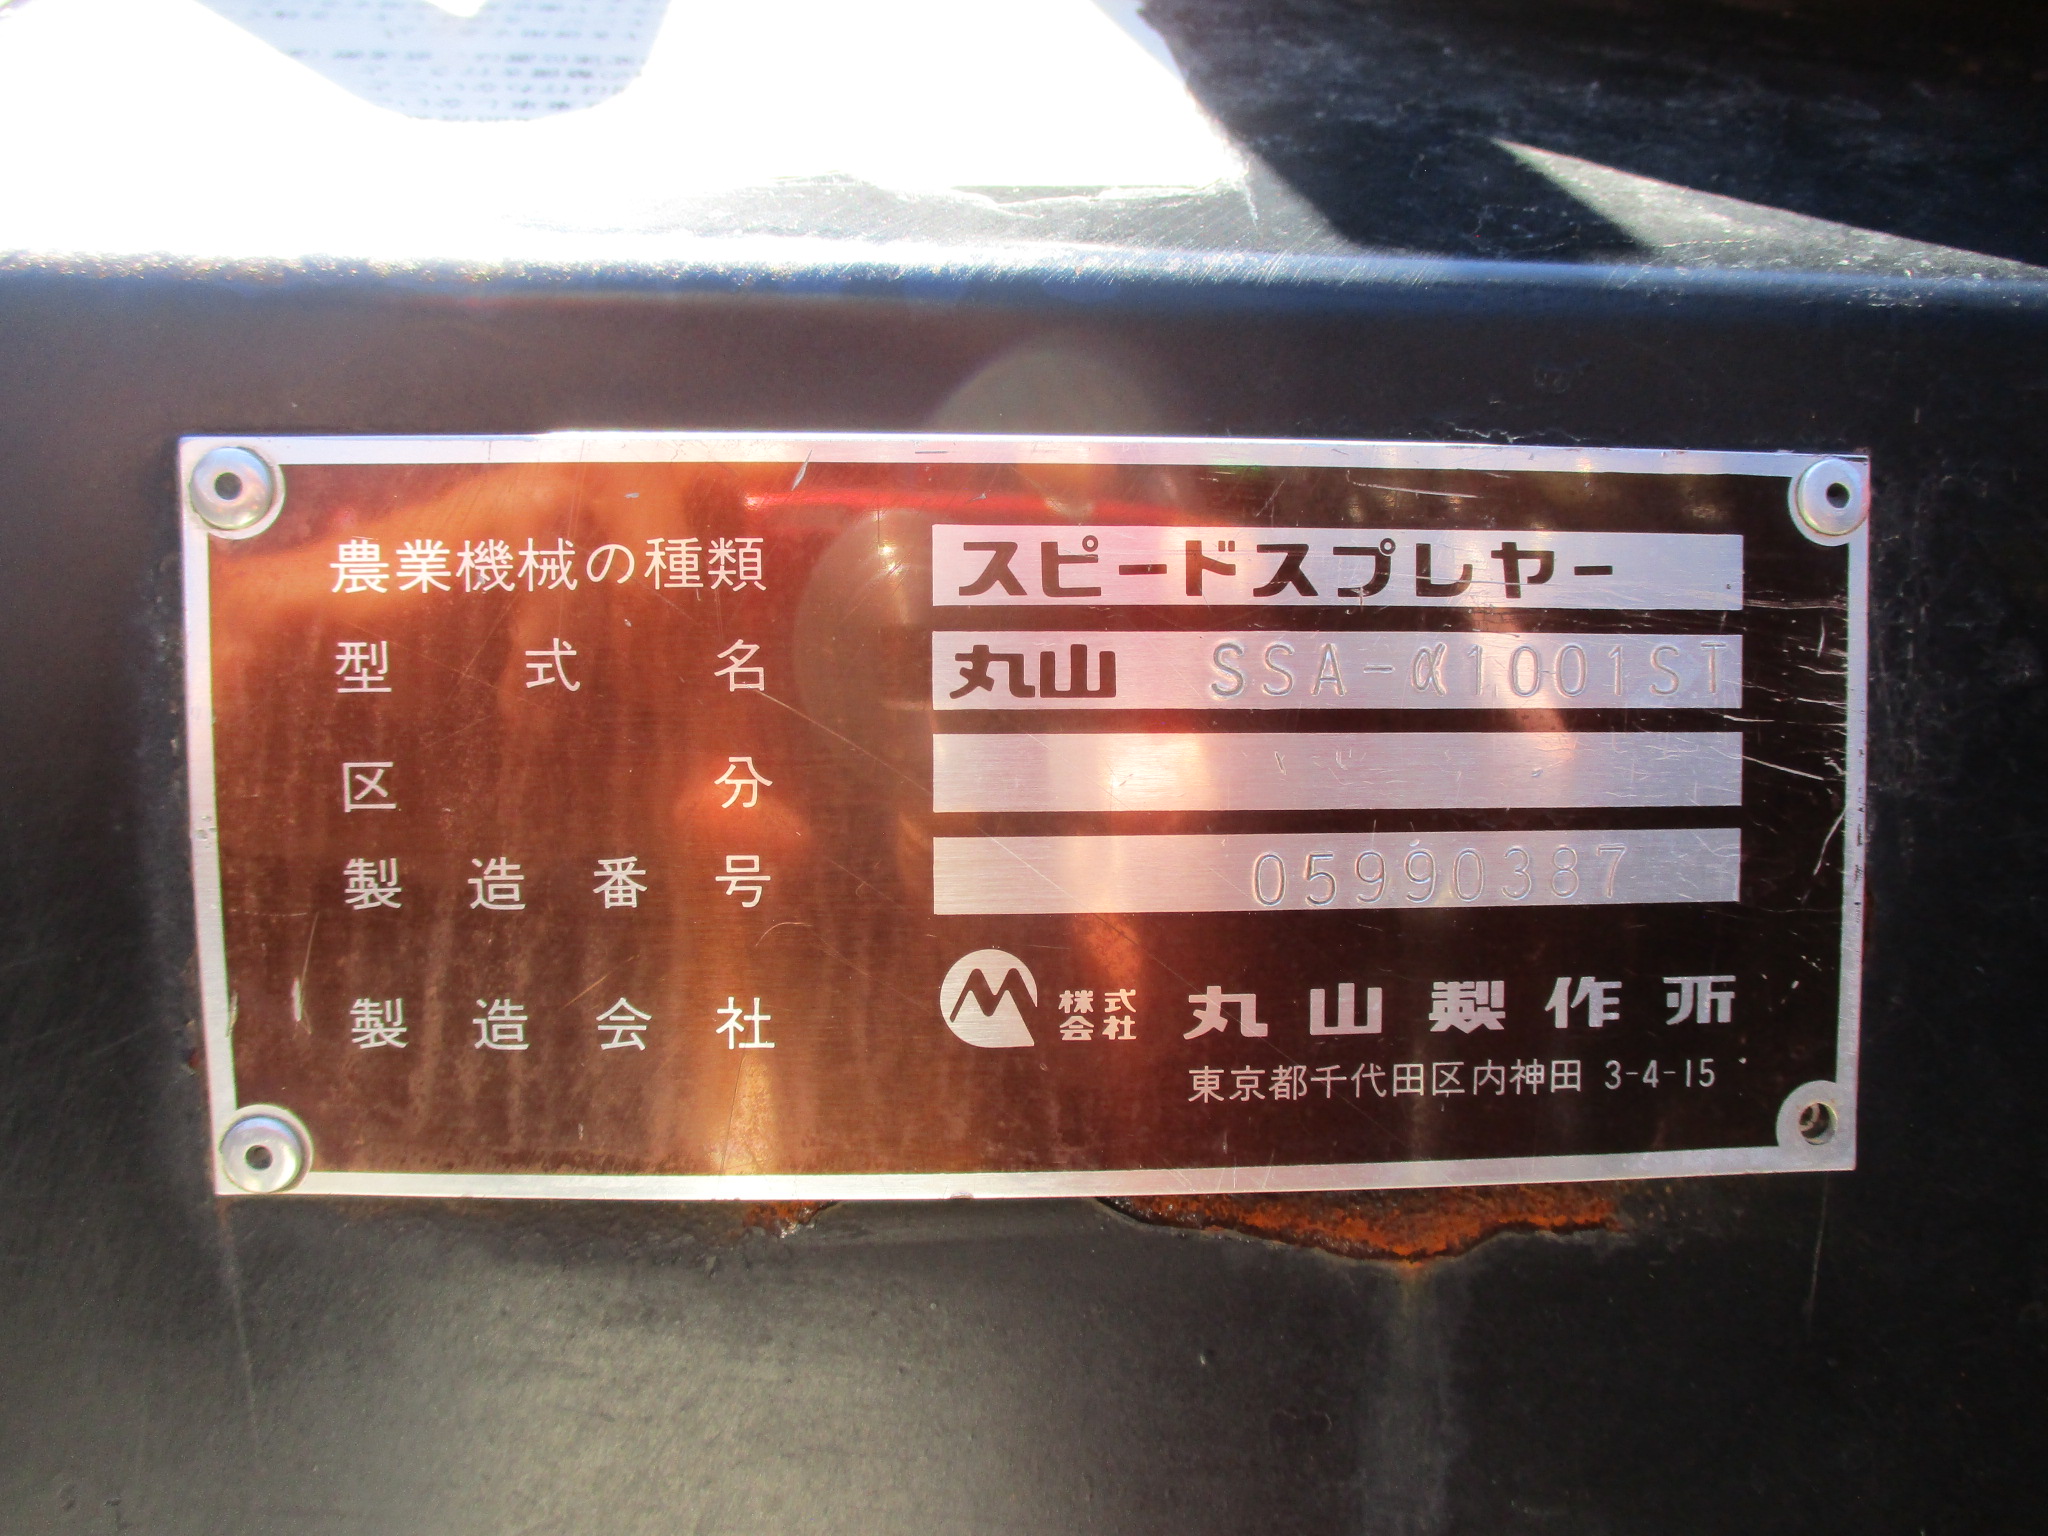 農業機械の種類 スピードスプレヤー
型式名 丸山 SSA-α1001ST
区分
製造番号 05990387
製造会社 株式会社 丸山製作所
東京都千代田区内神田 3-4-15